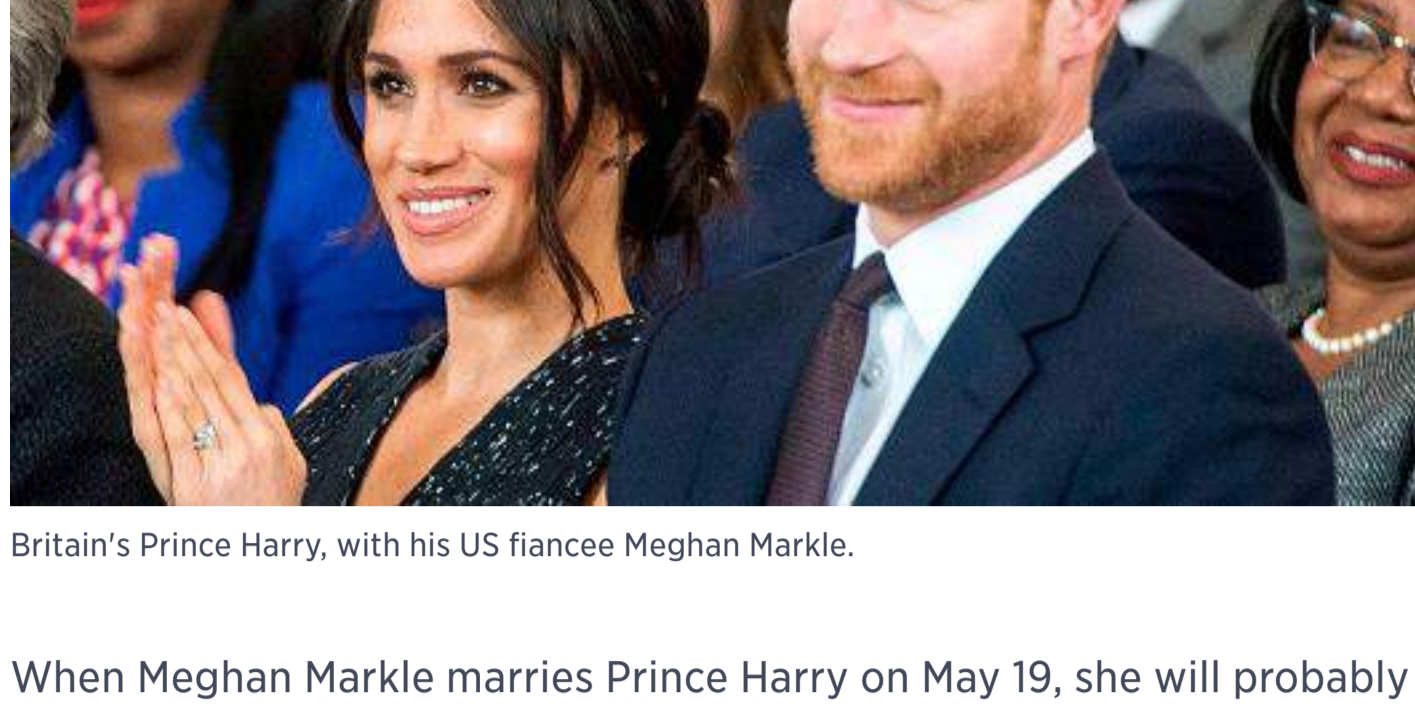 Britain's Prince Harry, with his US fiancee Meghan Markle.
When Meghan Markle marries Prince Harry on May 19, she will probably